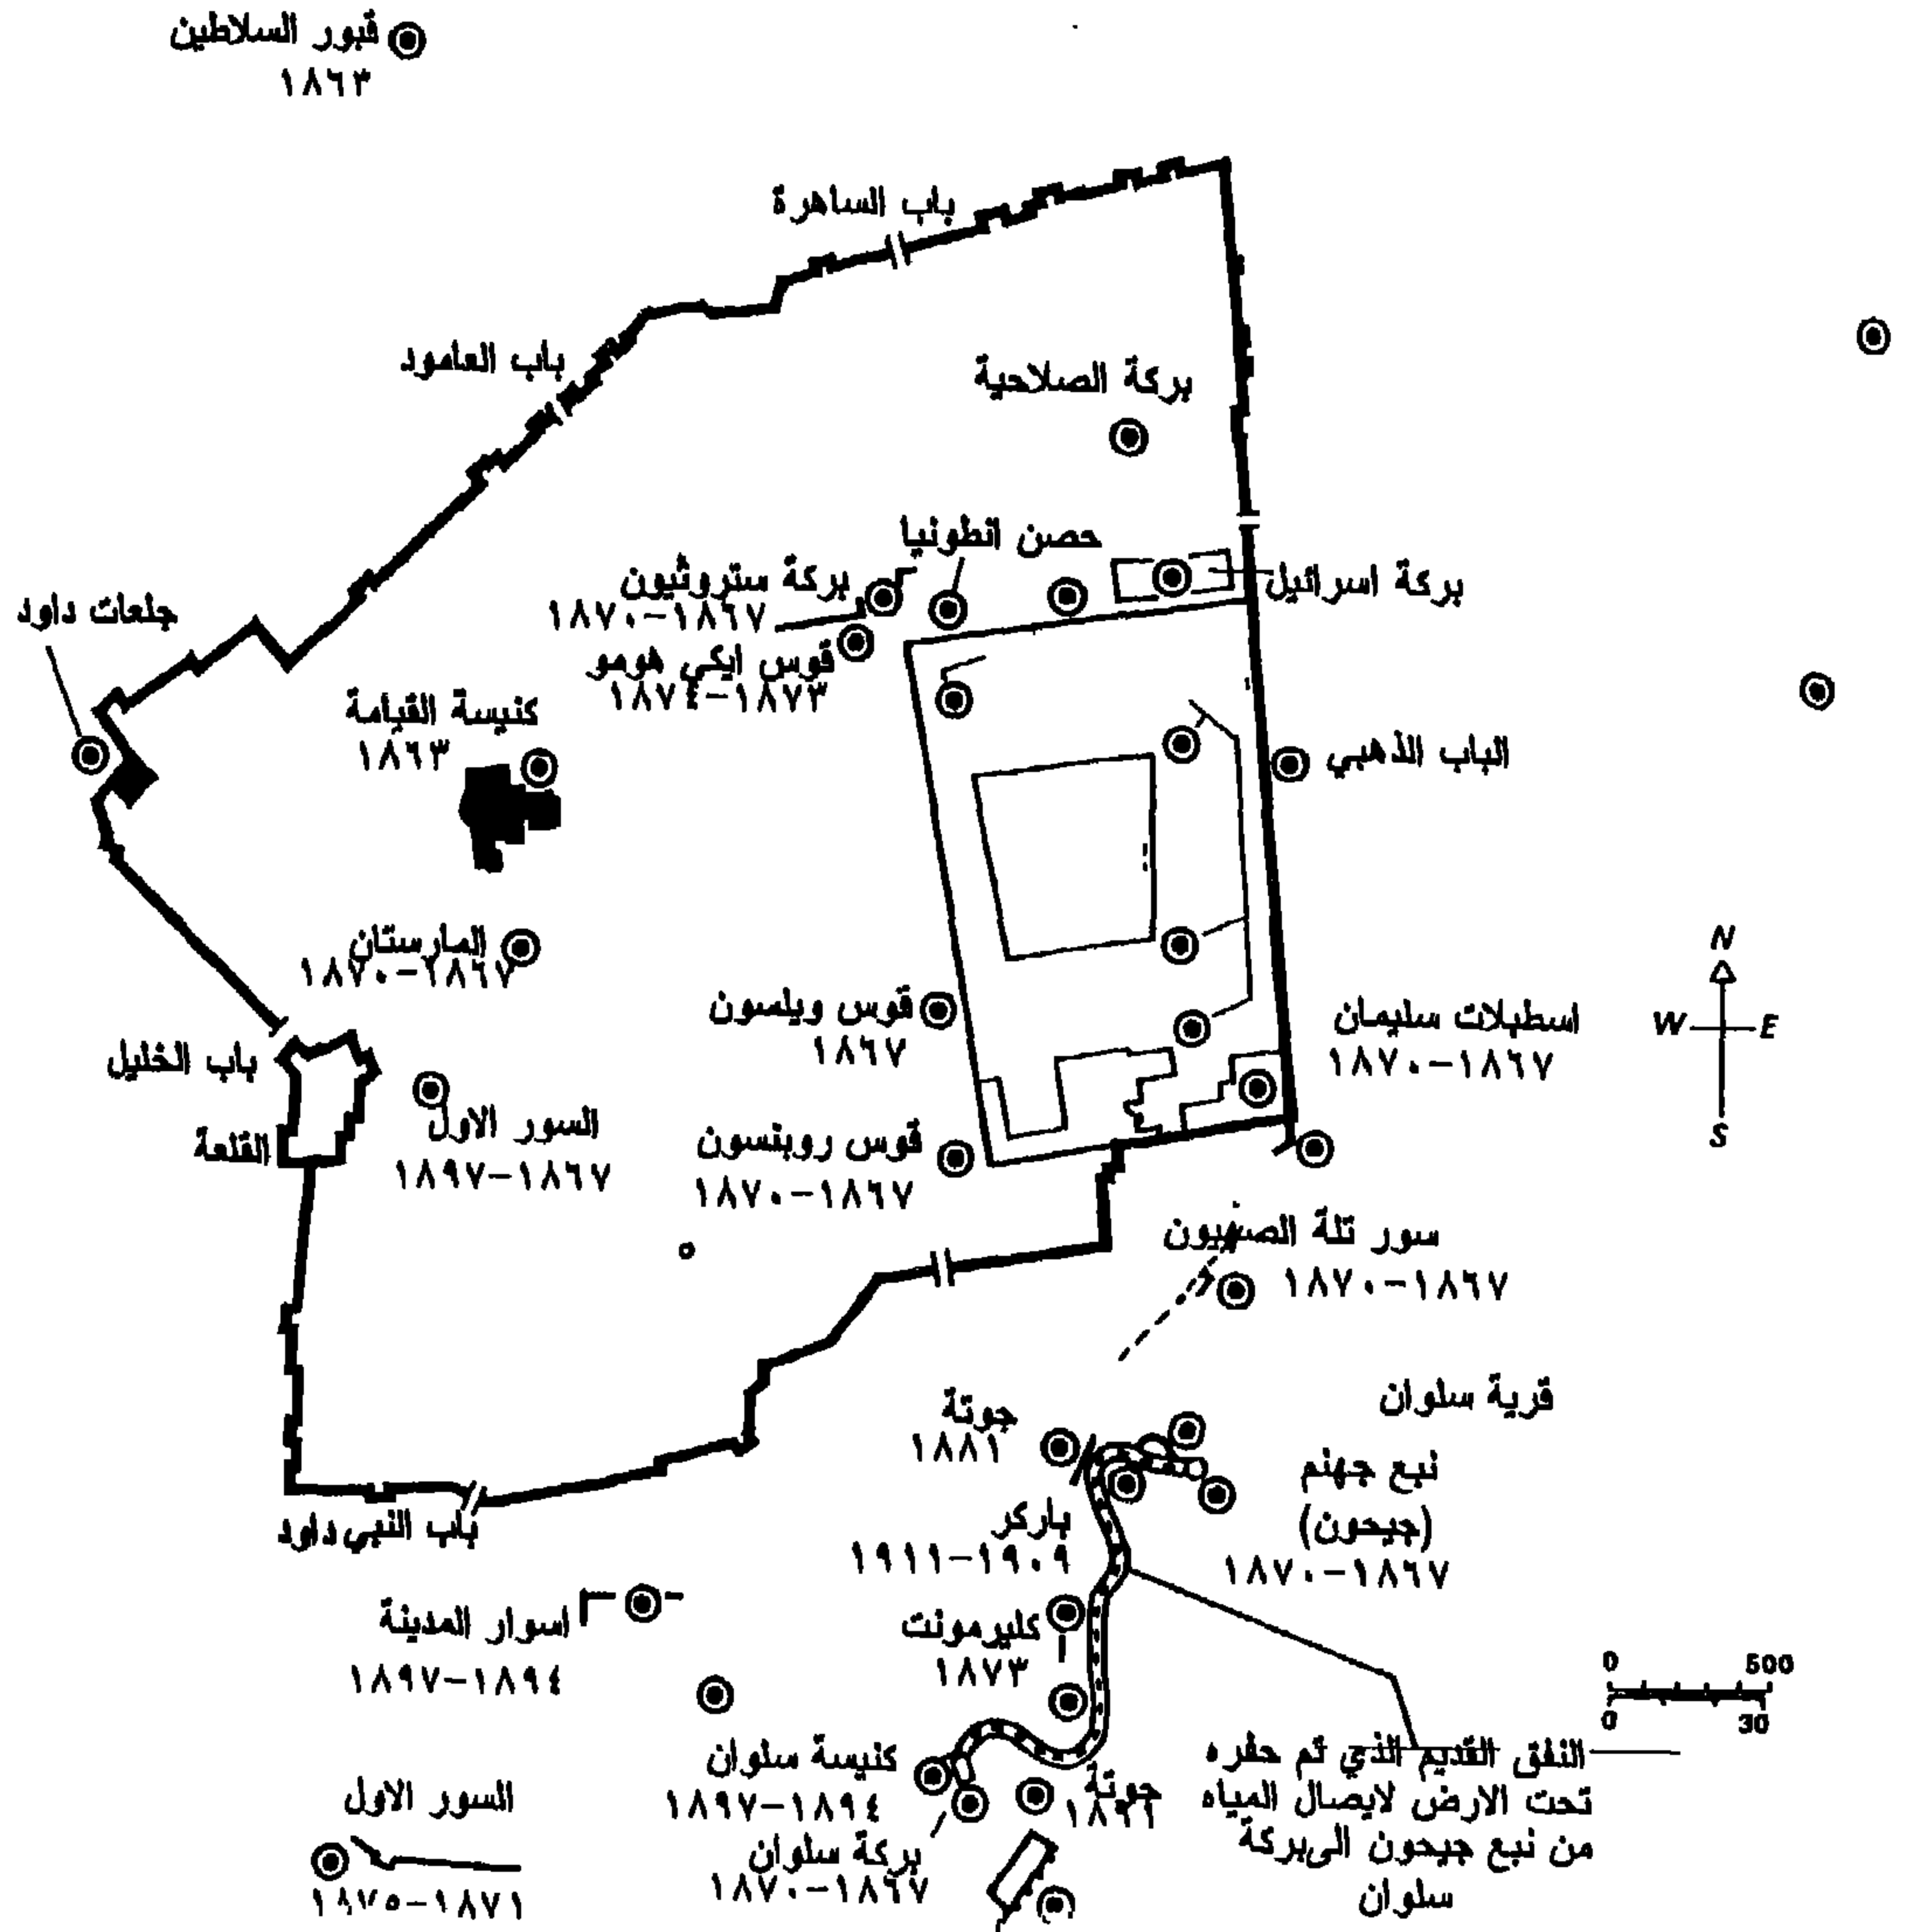 قبور السلاطين
١٨٦٣
باب الساهرة
باب العامود
بركة الصلاحية
حصن انطونيا
بركة ستروثيون
١٨٦٧-١٨٧٠
بركة اسرائيل
جلعات داود
قوس ايكي هومو
١٨٧٣-١٨٧٤
كنيسة القيامة
١٨٦٣
الباب الذهبي
المارستان
١٨٦٧-١٨٧٠
قوس ويلسون
١٨٦٧
اسطبلات سليمان
١٨٦٧-١٨٧٠
N
W E
S
باب الخليل
القلعة
السور الاول
١٨٦٧-١٨٩٧
قوس روبنسون
١٨٦٧-١٨٧٠
سور تلة الصهيون
١٨٦٧-١٨٧٠
قرية سلوان
جوتة
١٨٨١
نبع جهنم
(جيحون)
١٨٦٧-١٨٧٠
باب النبي داود
باركر
١٩٠٩-١٩١١
اسوار المدينة
١٨٩٤-١٨٩٧
كليرمونت
١٨٧٣
0 500
0 30
كنيسة سلوان
١٨٩٤-١٨٩٧
جوتة
بركة سلوان
١٨٦٧-١٨٧٠
النفق القديم الذي تم حفره
تحت الارض لايصال المياه
من نبع جيحون الى بركة
سلوان
السور الاول
١٨٧١-١٨٧٥